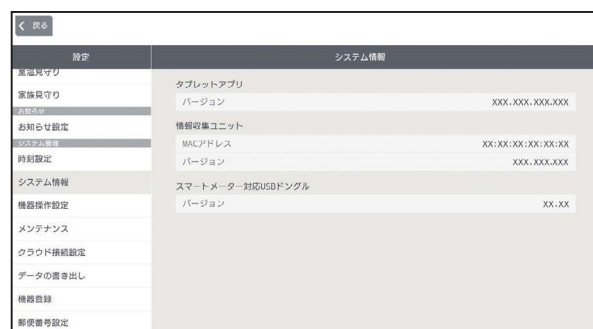 戻る
設定
システム情報
室温見守り
家族見守り
お知らせ
お知らせ設定
システム管理
時刻設定
システム情報
機器操作設定
メンテナンス
クラウド接続設定
データの書き出し
機器登録
郵便番号設定
タブレットアプリ
バージョン XXX.XXX.XXX.XXX
情報収集ユニット
MACアドレス XX:XX:XX:XX:XX:XX
バージョン XXX.XXX.XXX
スマートメーター対応USBドングル
バージョン XX.XX